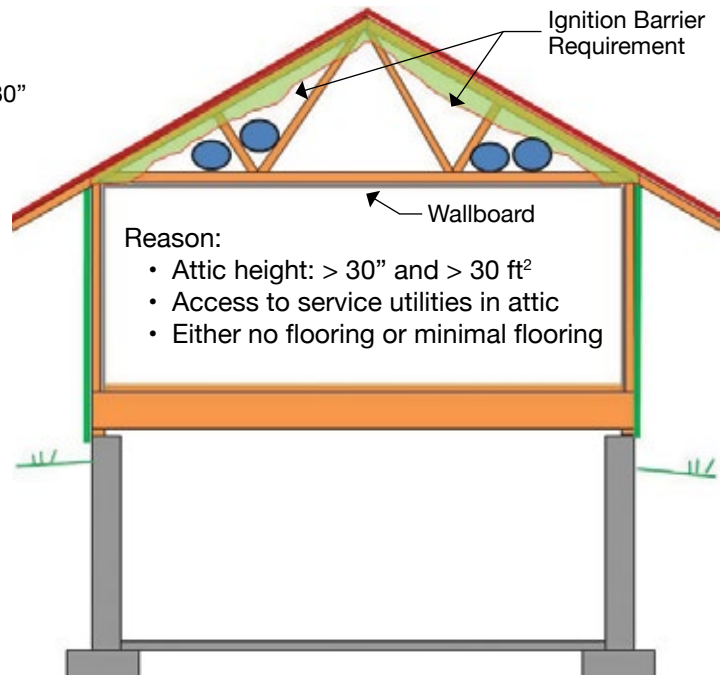 Ignition Barrier
Requirement
30”
Wallboard
Reason:
• Attic height: > 30” and > 30 ft²
• Access to service utilities in attic
• Either no flooring or minimal flooring